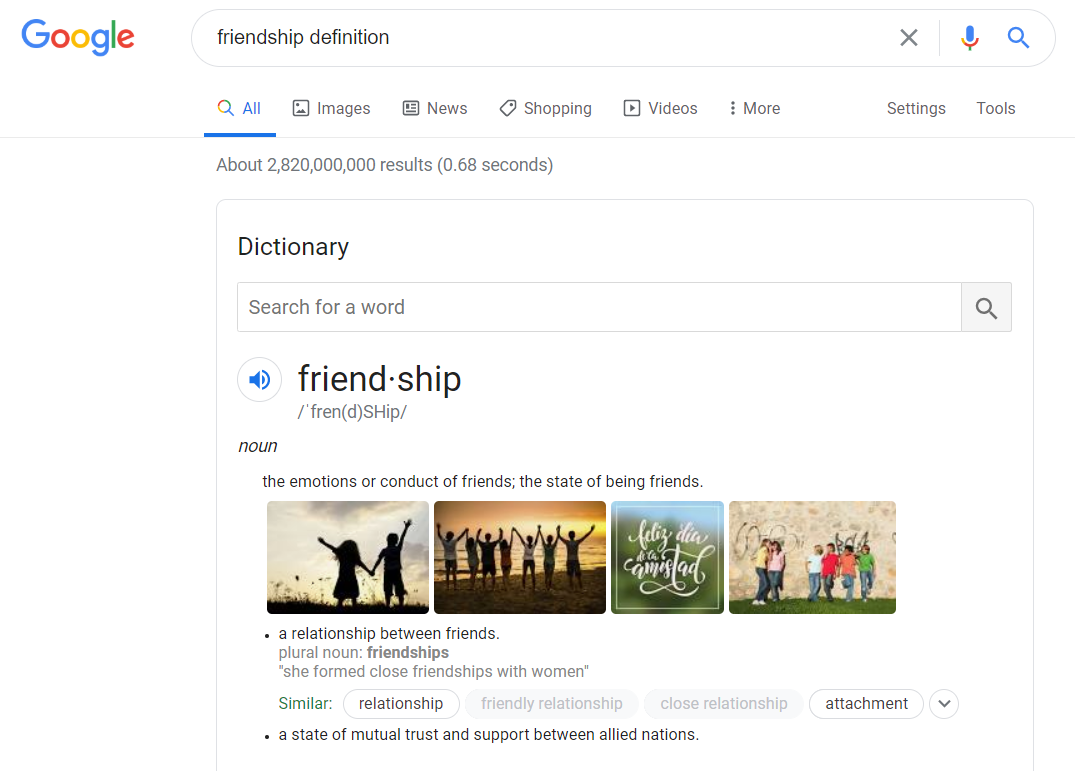 Google
friendship definition
All Images News Shopping Videos More Settings Tools
About 2,820,000,000 results (0.68 seconds)
Dictionary
Search for a word
friend·ship
/ˈfren(d)SHip/
noun
the emotions or conduct of friends; the state of being friends.
feliz día
de la
amistad
a relationship between friends.
plural noun: friendships
"she formed close friendships with women"
Similar: relationship friendly relationship close relationship attachment
a state of mutual trust and support between allied nations.